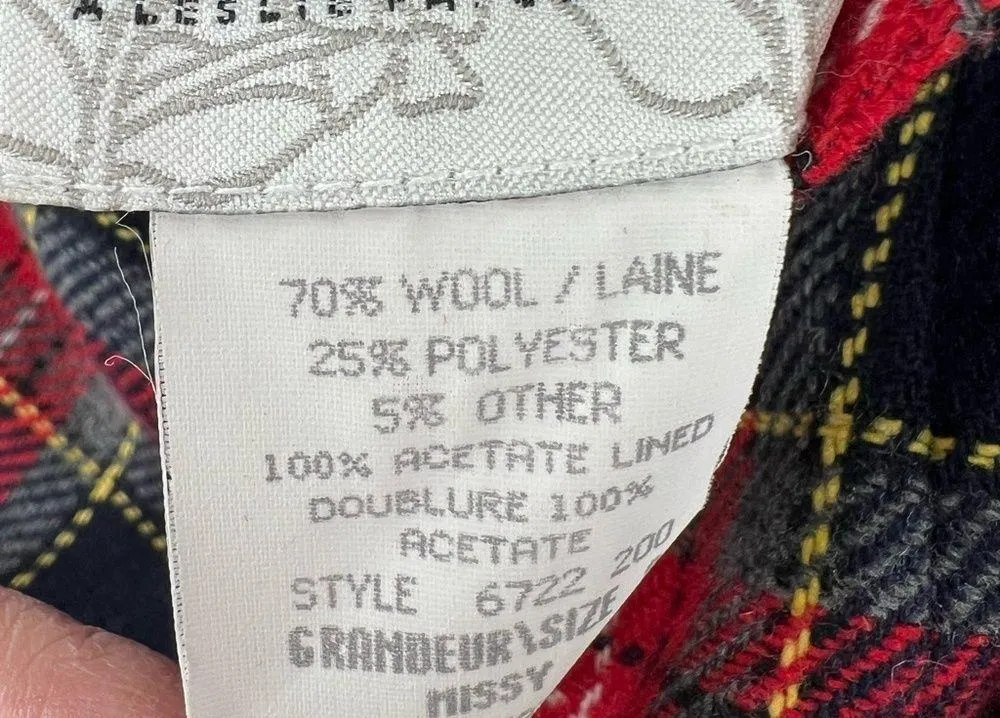 A LESLIE
70% WOOL / LAINE
25% POLYESTER
5% OTHER
100% ACETATE LINED
DOUBLURE 100%
ACETATE
STYLE 6722 200
GRANDEUR\SIZE
MISSY